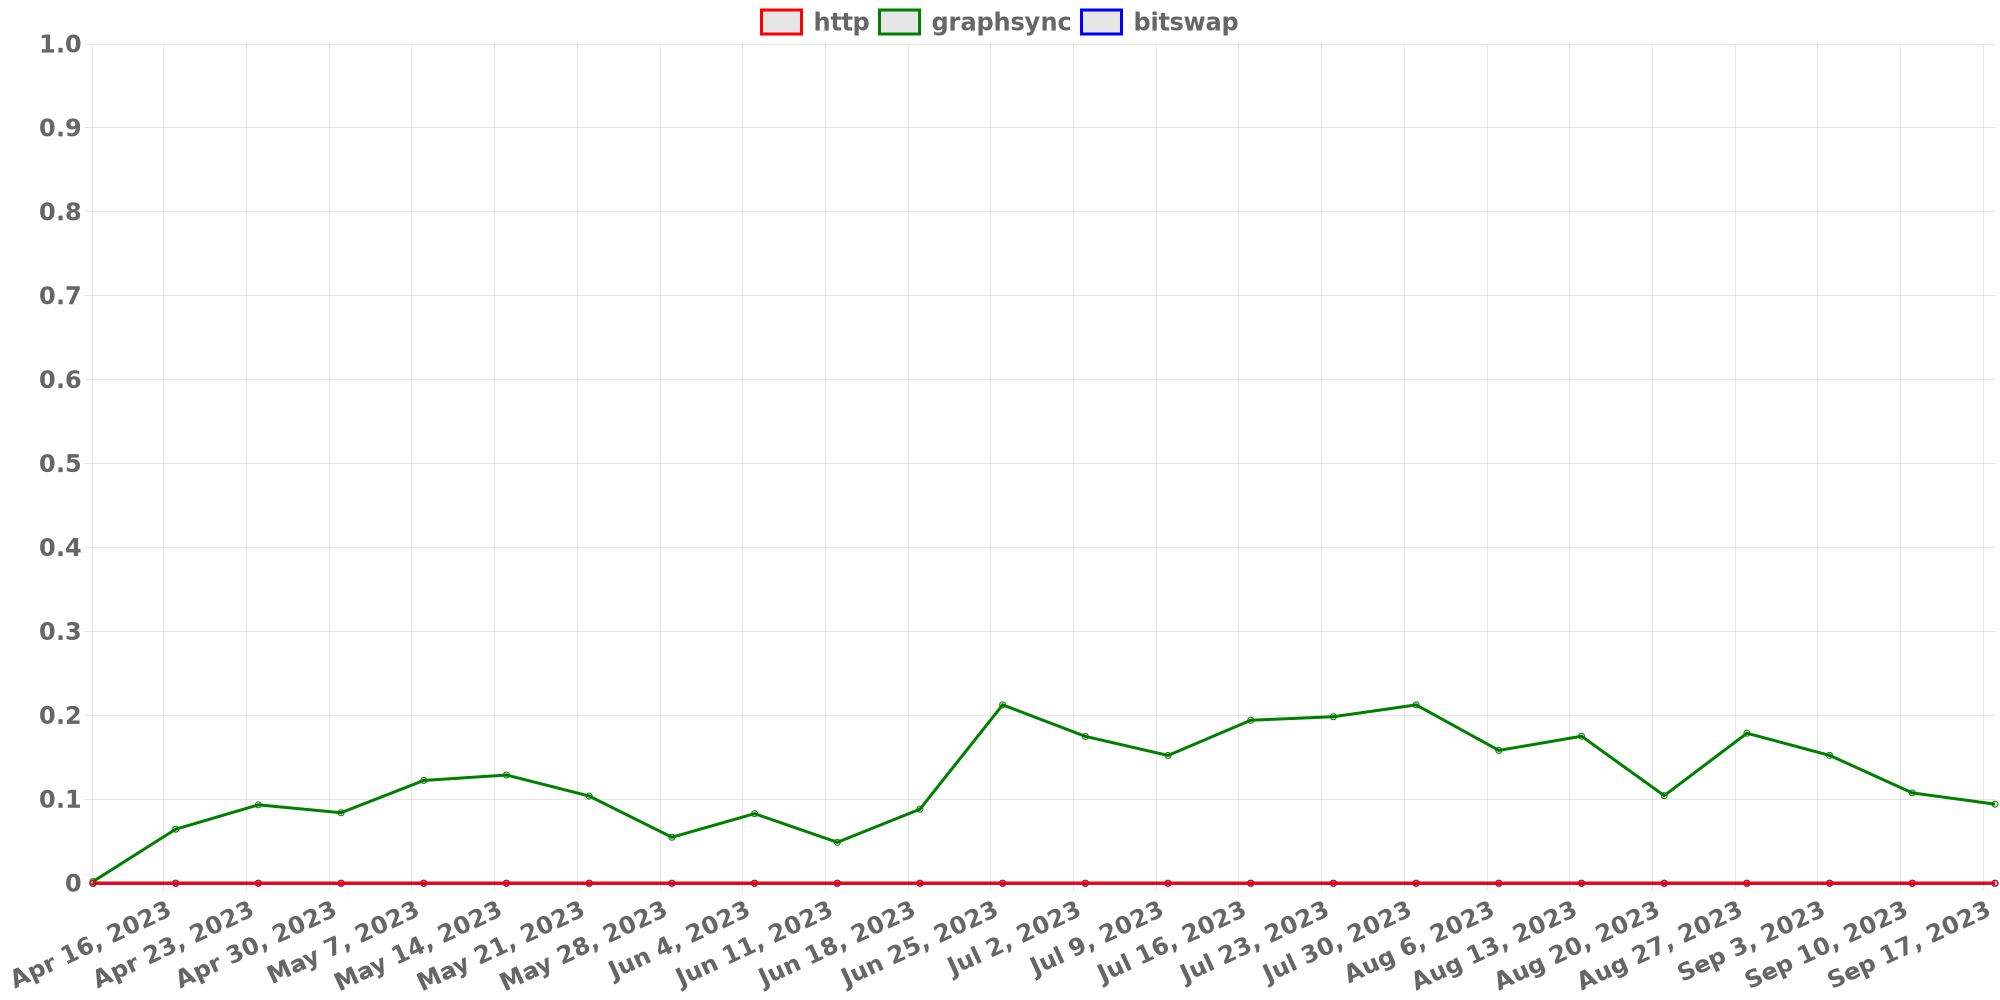 http graphsync bitswap
1.0
0.9
0.8
0.7
0.6
0.5
0.4
0.3
0.2
0.1
0
Apr 16, 2023
Apr 23, 2023
Apr 30, 2023
May 7, 2023
May 14, 2023
May 21, 2023
May 28, 2023
Jun 4, 2023
Jun 11, 2023
Jun 18, 2023
Jun 25, 2023
Jul 2, 2023
Jul 9, 2023
Jul 16, 2023
Jul 23, 2023
Jul 30, 2023
Aug 6, 2023
Aug 13, 2023
Aug 20, 2023
Aug 27, 2023
Sep 3, 2023
Sep 10, 2023
Sep 17, 2023